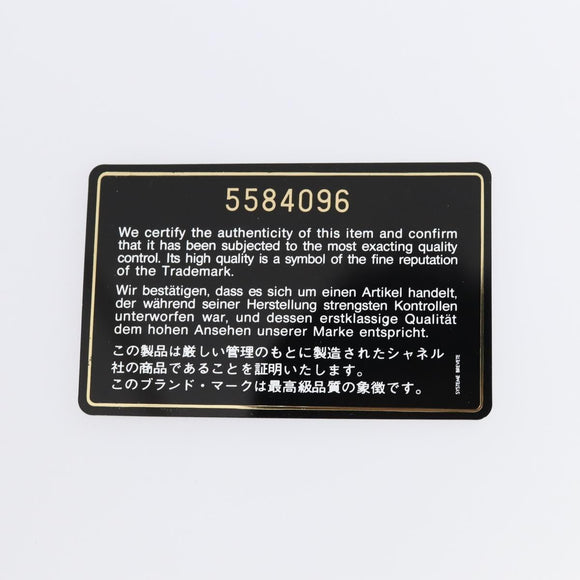 5584096
We certify the authenticity of this item and confirm
that it has been subjected to the most exacting quality
control. Its high quality is a symbol of the fine reputation
of the Trademark.
Wir bestätigen, dass es sich um einen Artikel handelt,
der während seiner Herstellung strengsten Kontrollen
unterworfen war, und dessen erstklassige Qualität
dem hohen Ansehen unserer Marke entspricht.
この製品は厳しい管理のもとに製造されたシャネル
社の商品であることを証明いたします。
このブランド・マークは最高級品質の象徴です。
SYSTEME BREVETE